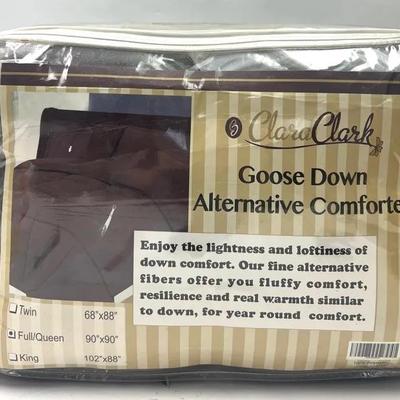 Clara Clark
Goose Down
Alternative Comforte
Enjoy the lightness and loftiness of
down comfort. Our fine alternative
fibers offer you fluffy comfort,
resilience and real warmth similar
to down, for year round comfort.
Twin 68"x88"
Full/Queen 90"x90"
King 102"x88"